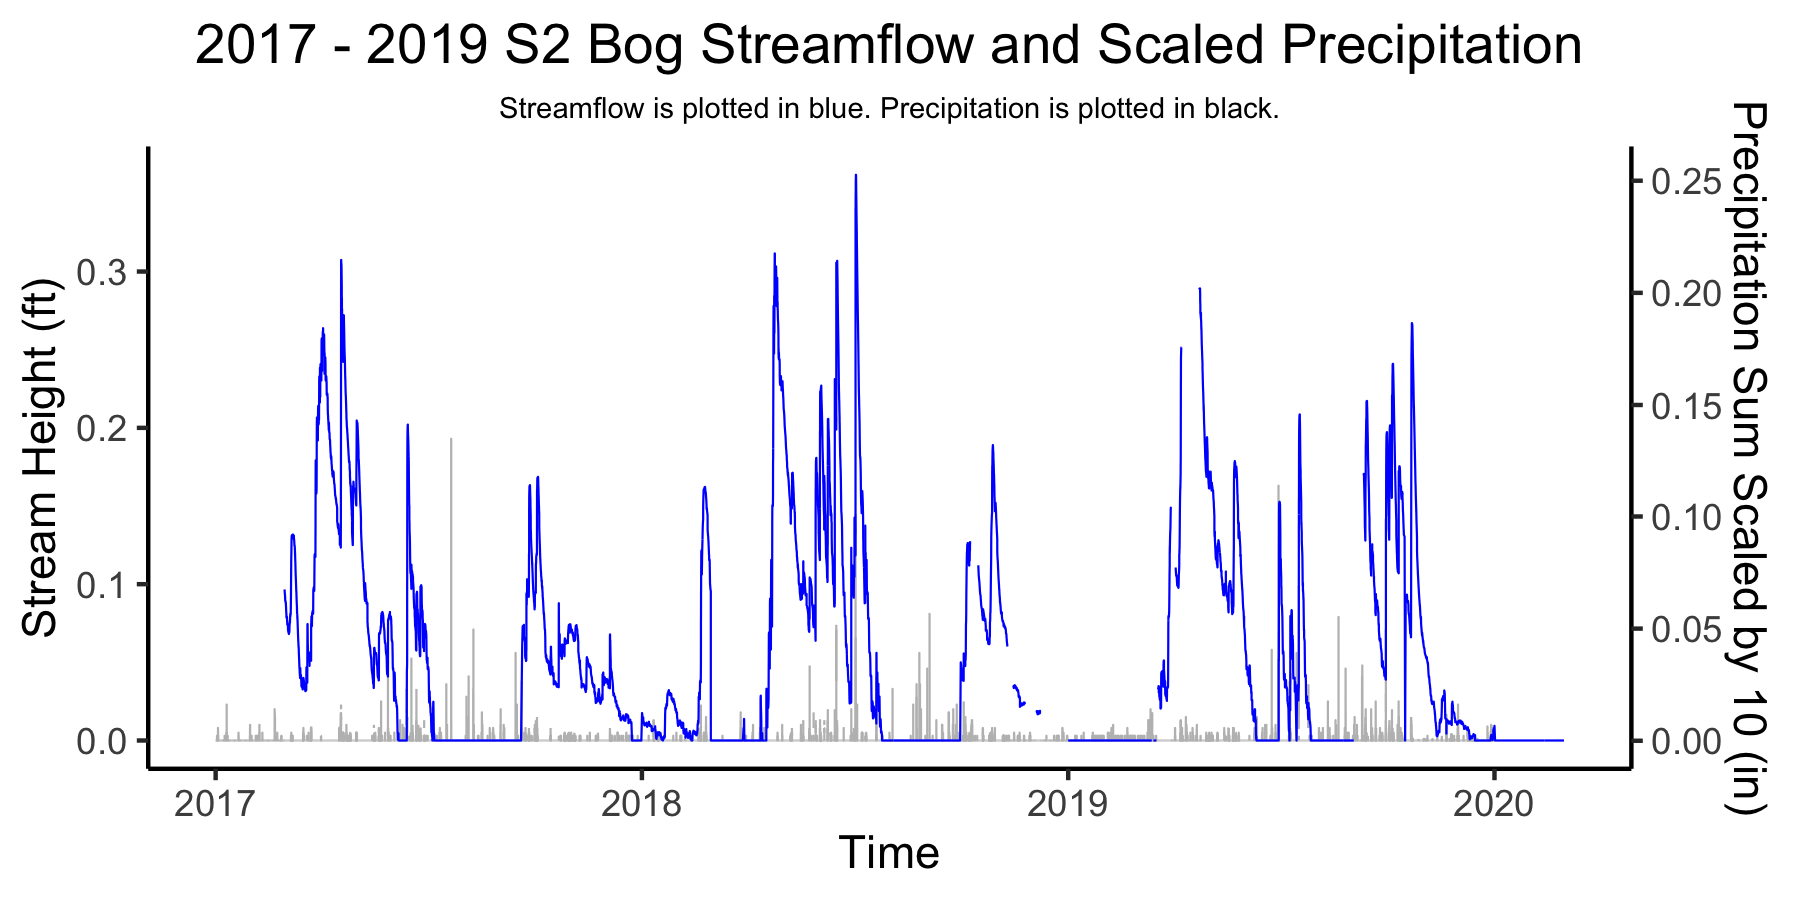 2017 - 2019 S2 Bog Streamflow and Scaled Precipitation
Streamflow is plotted in blue. Precipitation is plotted in black.
Stream Height (ft)
0.3
0.2
0.1
0.0
0.25
0.20
0.15
0.10
0.05
0.00
Precipitation Sum Scaled by 10 (in)
2017 2018 2019 2020
Time